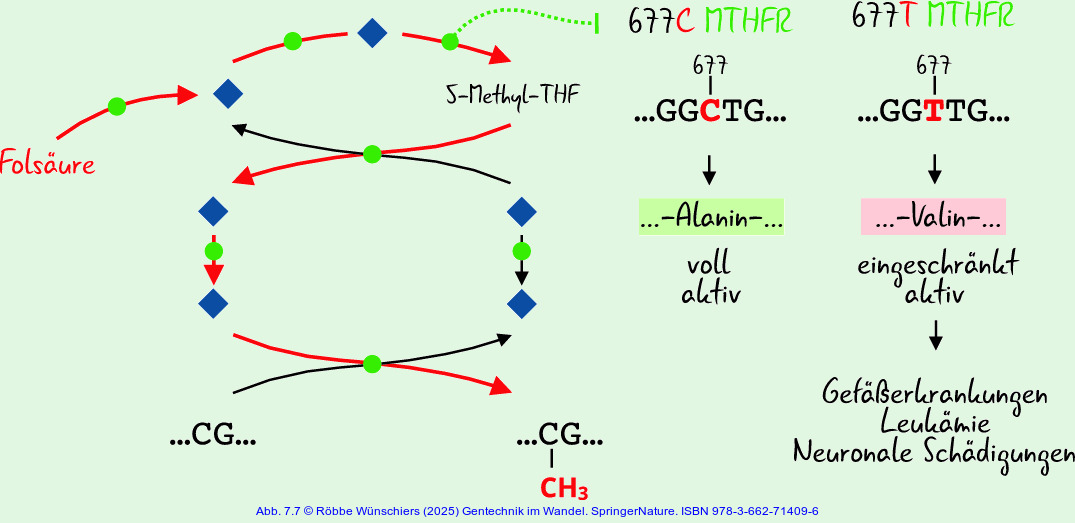 677C MTHFR
677T MTHFR
677
677
5-Methyl-THF
...GGCTG...
...GGTTG...
Folsäure
...-Alanin-...
...-Valin-...
voll
aktiv
eingeschränkt
aktiv
Gefäßerkrankungen
Leukämie
Neuronale Schädigungen
...CG...
...CG...
CH₃
Abb. 7.7 © Röbbe Wünschiers (2025) Gentechnik im Wandel. SpringerNature. ISBN 978-3-662-71409-6